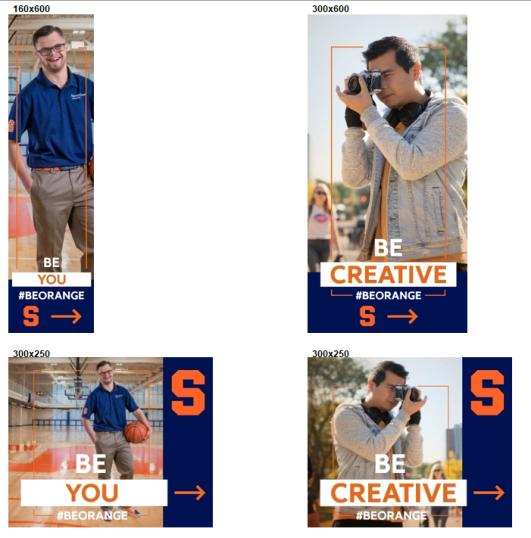 160x600
BE
YOU
#BEORANGE
S
300x600
BE
CREATIVE
#BEORANGE
S
300x250
S
BE
YOU
#BEORANGE
300x250
S
BE
CREATIVE
#BEORANGE